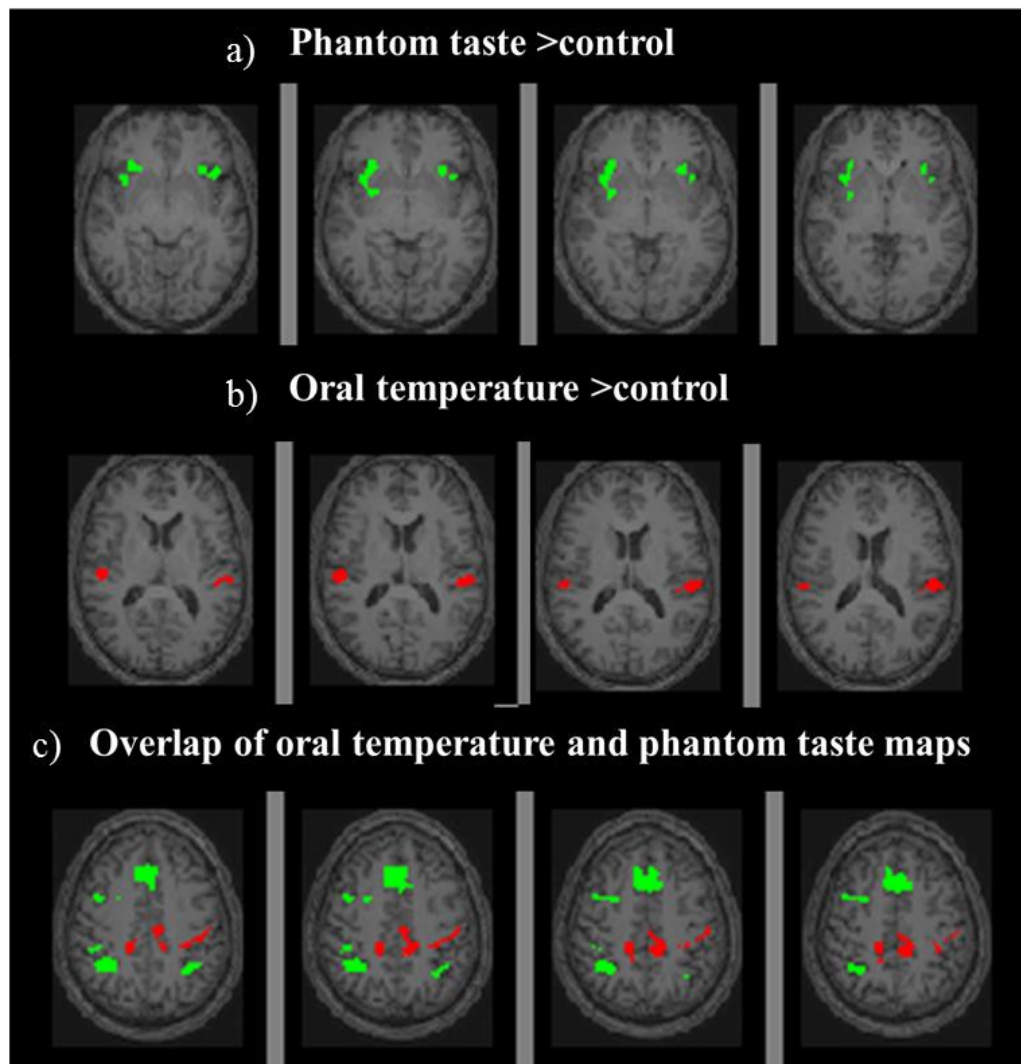 a) Phantom taste >control
b) Oral temperature >control
c) Overlap of oral temperature and phantom taste maps